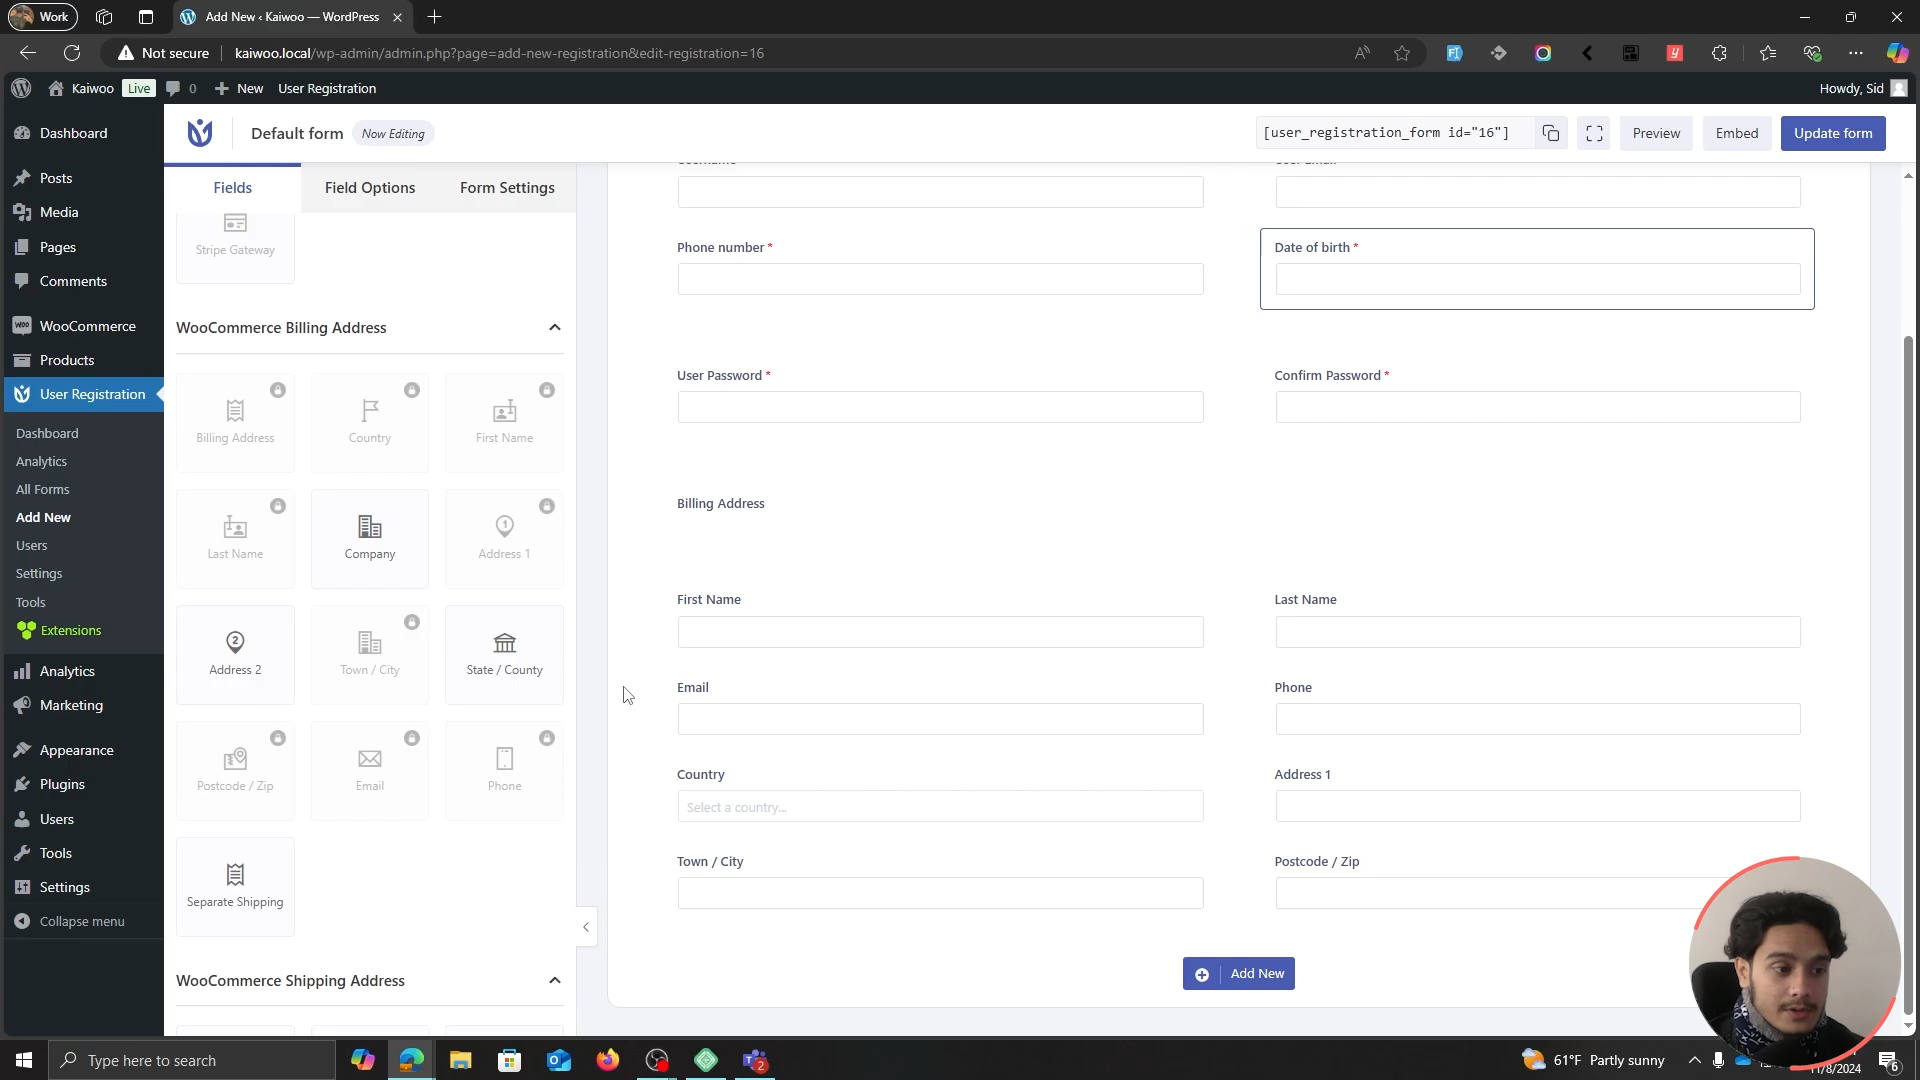 Work
Add New ‹ Kaiwoo — WordPress
Not secure
kaiwoo.local/wp-admin/admin.php?page=add-new-registration&edit-registration=16
Kaiwoo
Live
0
New
User Registration
Howdy, Sid
Dashboard
Posts
Media
Pages
Comments
WooCommerce
Products
User Registration
Dashboard
Analytics
All Forms
Add New
Users
Settings
Tools
Extensions
Analytics
Marketing
Appearance
Plugins
Users
Tools
Settings
Collapse menu
Default form
Now Editing
[user_registration_form id="16"]
Preview
Embed
Update form
Fields
Field Options
Form Settings
Stripe Gateway
WooCommerce Billing Address
Billing Address
Country
First Name
Last Name
Company
Address 1
Address 2
Town / City
State / County
Postcode / Zip
Email
Phone
Separate Shipping
WooCommerce Shipping Address
Phone number *
Date of birth *
User Password *
Confirm Password *
Billing Address
First Name
Last Name
Email
Phone
Country
Address 1
Select a country...
Town / City
Postcode / Zip
Add New
Type here to search
2
61°F Partly sunny
11/8/2024
6